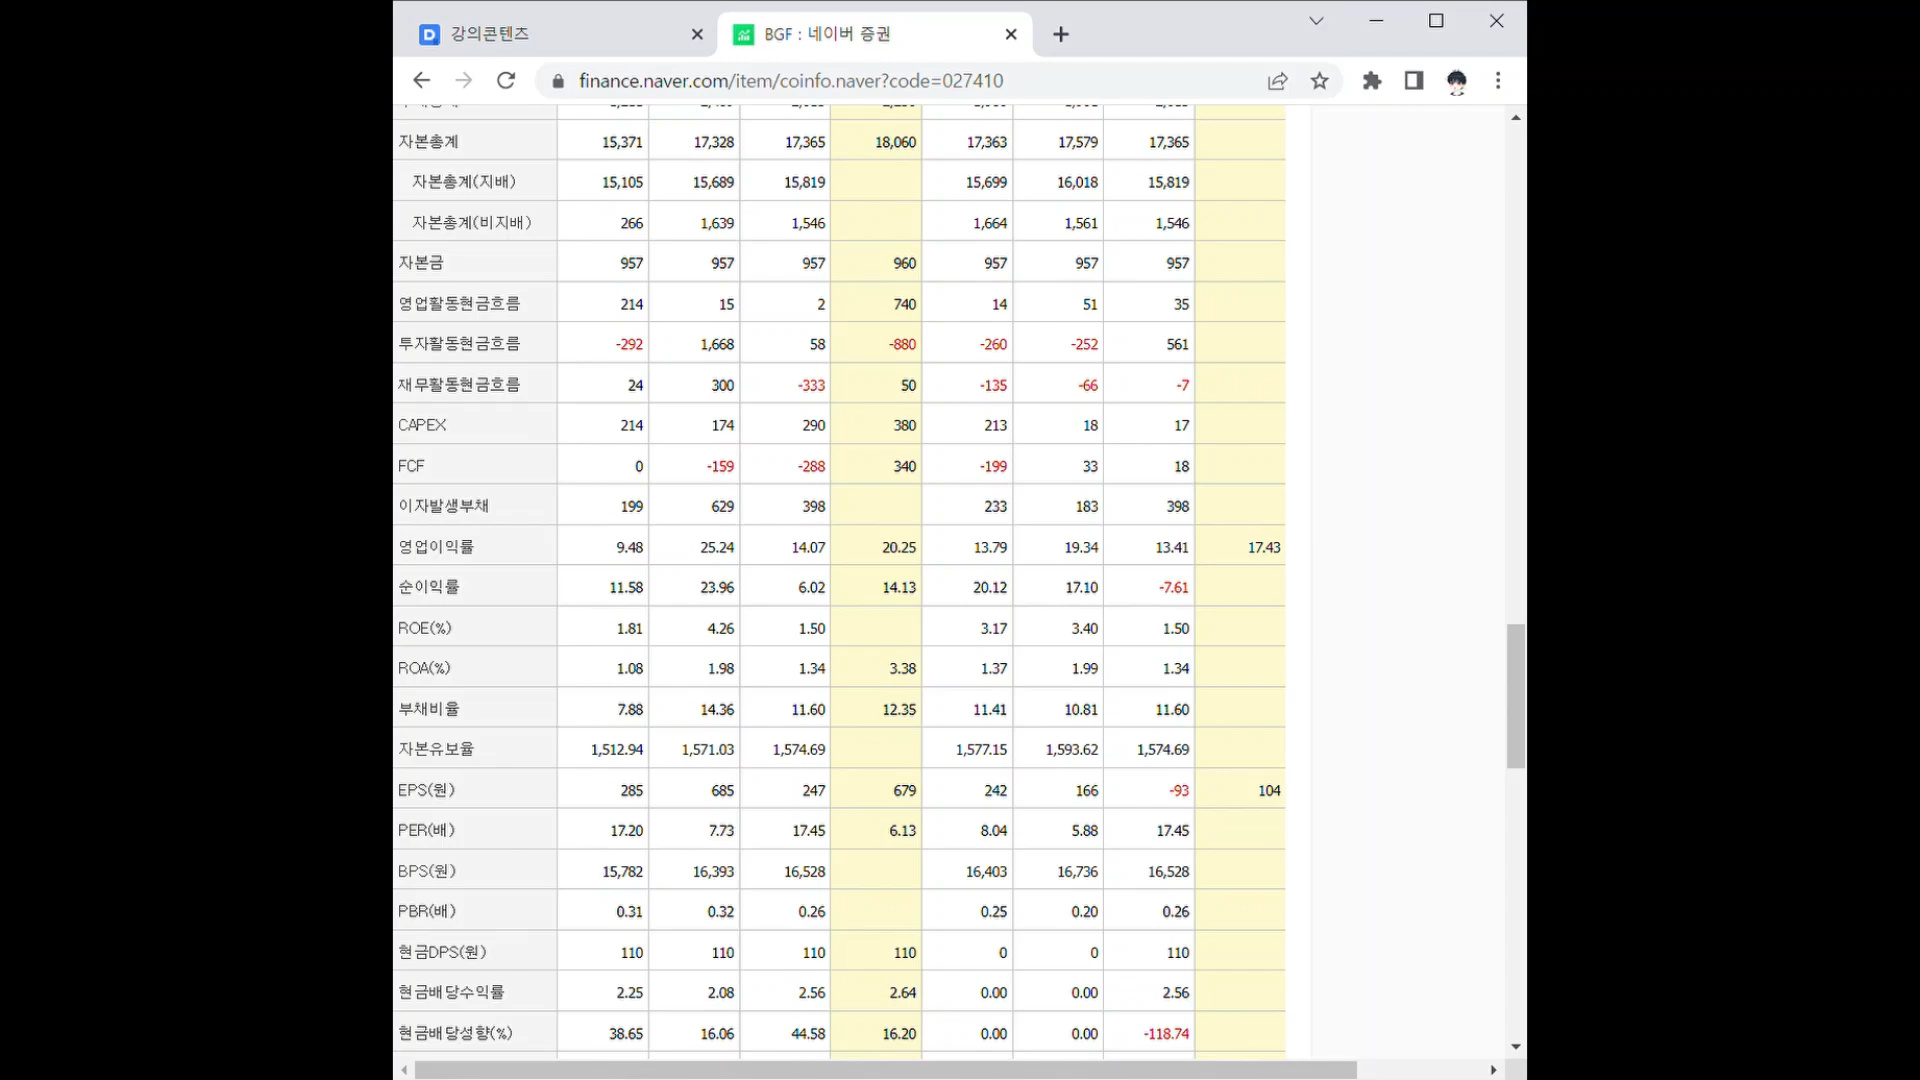 강의콘텐츠
BGF : 네이버 증권
finance.naver.com/item/coinfo.naver?code=027410
자본총계 15,371 17,328 17,365 18,060 17,363 17,579 17,365
자본총계(지배) 15,105 15,689 15,819 15,699 16,018 15,819
자본총계(비지배) 266 1,639 1,546 1,664 1,561 1,546
자본금 957 957 957 960 957 957 957
영업활동현금흐름 214 15 2 740 14 51 35
투자활동현금흐름 -292 1,668 58 -880 -260 -252 561
재무활동현금흐름 24 300 -333 50 -135 -66 -7
CAPEX 214 174 290 380 213 18 17
FCF 0 -159 -288 340 -199 33 18
이자발생부채 199 629 398 233 183 398
영업이익률 9.48 25.24 14.07 20.25 13.79 19.34 13.41 17.43
순이익률 11.58 23.96 6.02 14.13 20.12 17.10 -7.61
ROE(%) 1.81 4.26 1.50 3.17 3.40 1.50
ROA(%) 1.08 1.98 1.34 3.38 1.37 1.99 1.34
부채비율 7.88 14.36 11.60 12.35 11.41 10.81 11.60
자본유보율 1,512.94 1,571.03 1,574.69 1,577.15 1,593.62 1,574.69
EPS(원) 285 685 247 679 242 166 -93 104
PER(배) 17.20 7.73 17.45 6.13 8.04 5.88 17.45
BPS(원) 15,782 16,393 16,528 16,403 16,736 16,528
PBR(배) 0.31 0.32 0.26 0.25 0.20 0.26
현금DPS(원) 110 110 110 110 0 0 110
현금배당수익률 2.25 2.08 2.56 2.64 0.00 0.00 2.56
현금배당성향(%) 38.65 16.06 44.58 16.20 0.00 0.00 -118.74